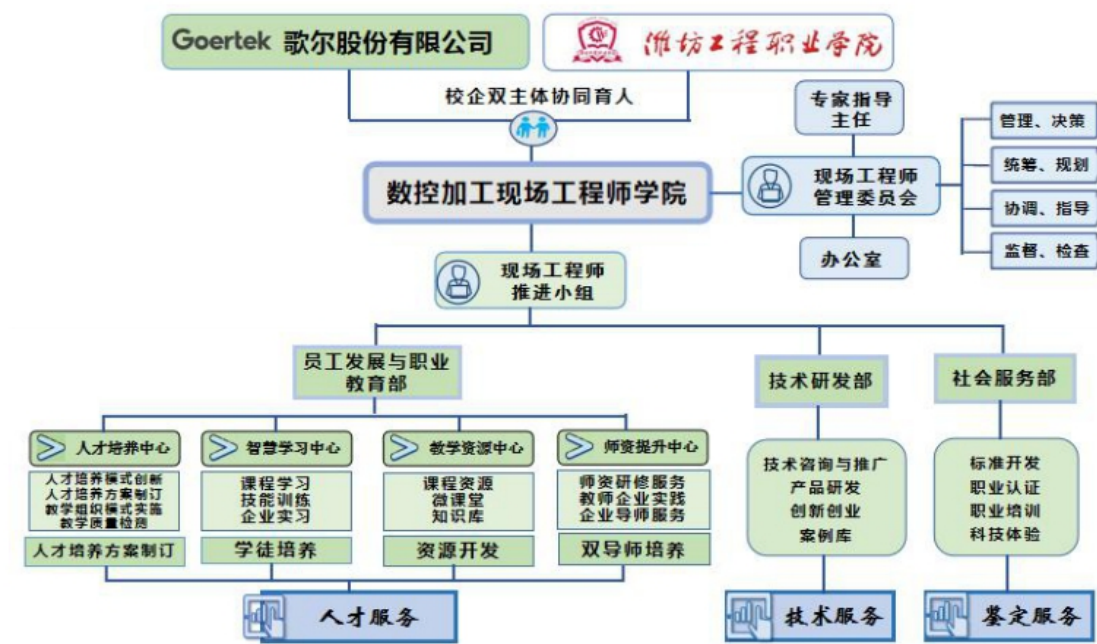 Goertek 歌尔股份有限公司
潍坊工程职业学院
校企双主体协同育人
专家指导
主任
管理、决策
统筹、规划
协调、指导
监督、检查
现场工程师
管理委员会
数控加工现场工程师学院
办公室
现场工程师
推进小组
员工发展与职业
教育部
技术研发部
社会服务部
人才培养中心
智慧学习中心
教学资源中心
师资提升中心
人才培养模式创新
人才培养方案制订
教学组织模式实施
教学质量检测
课程学习
技能训练
企业实习
课程资源
微课堂
知识库
师资研修服务
教师企业实践
企业导师服务
技术咨询与推广
产品研发
创新创业
案例库
标准开发
职业认证
职业培训
科技体验
人才培养方案制订
学徒培养
资源开发
双导师培养
人才服务
技术服务
鉴定服务